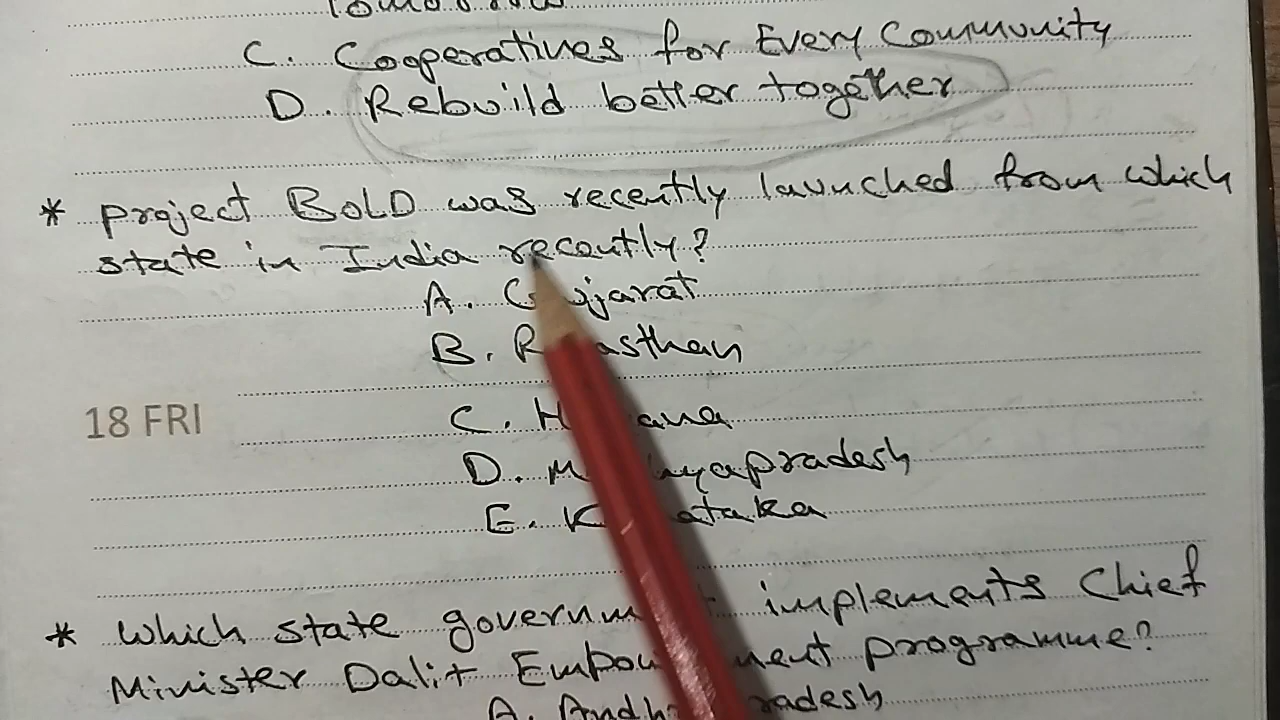 C. Cooperatives for Every Community
D. Rebuild better together
* project BOLD was recently launched from which
state in India recently?
A. Gujarat
B. Rajasthan
18 FRI
C. Haryana
D. Madhyapradesh
E. Karnataka
* Which state government implements Chief
Minister Dalit Empowerment programme?
A. Andhra Pradesh